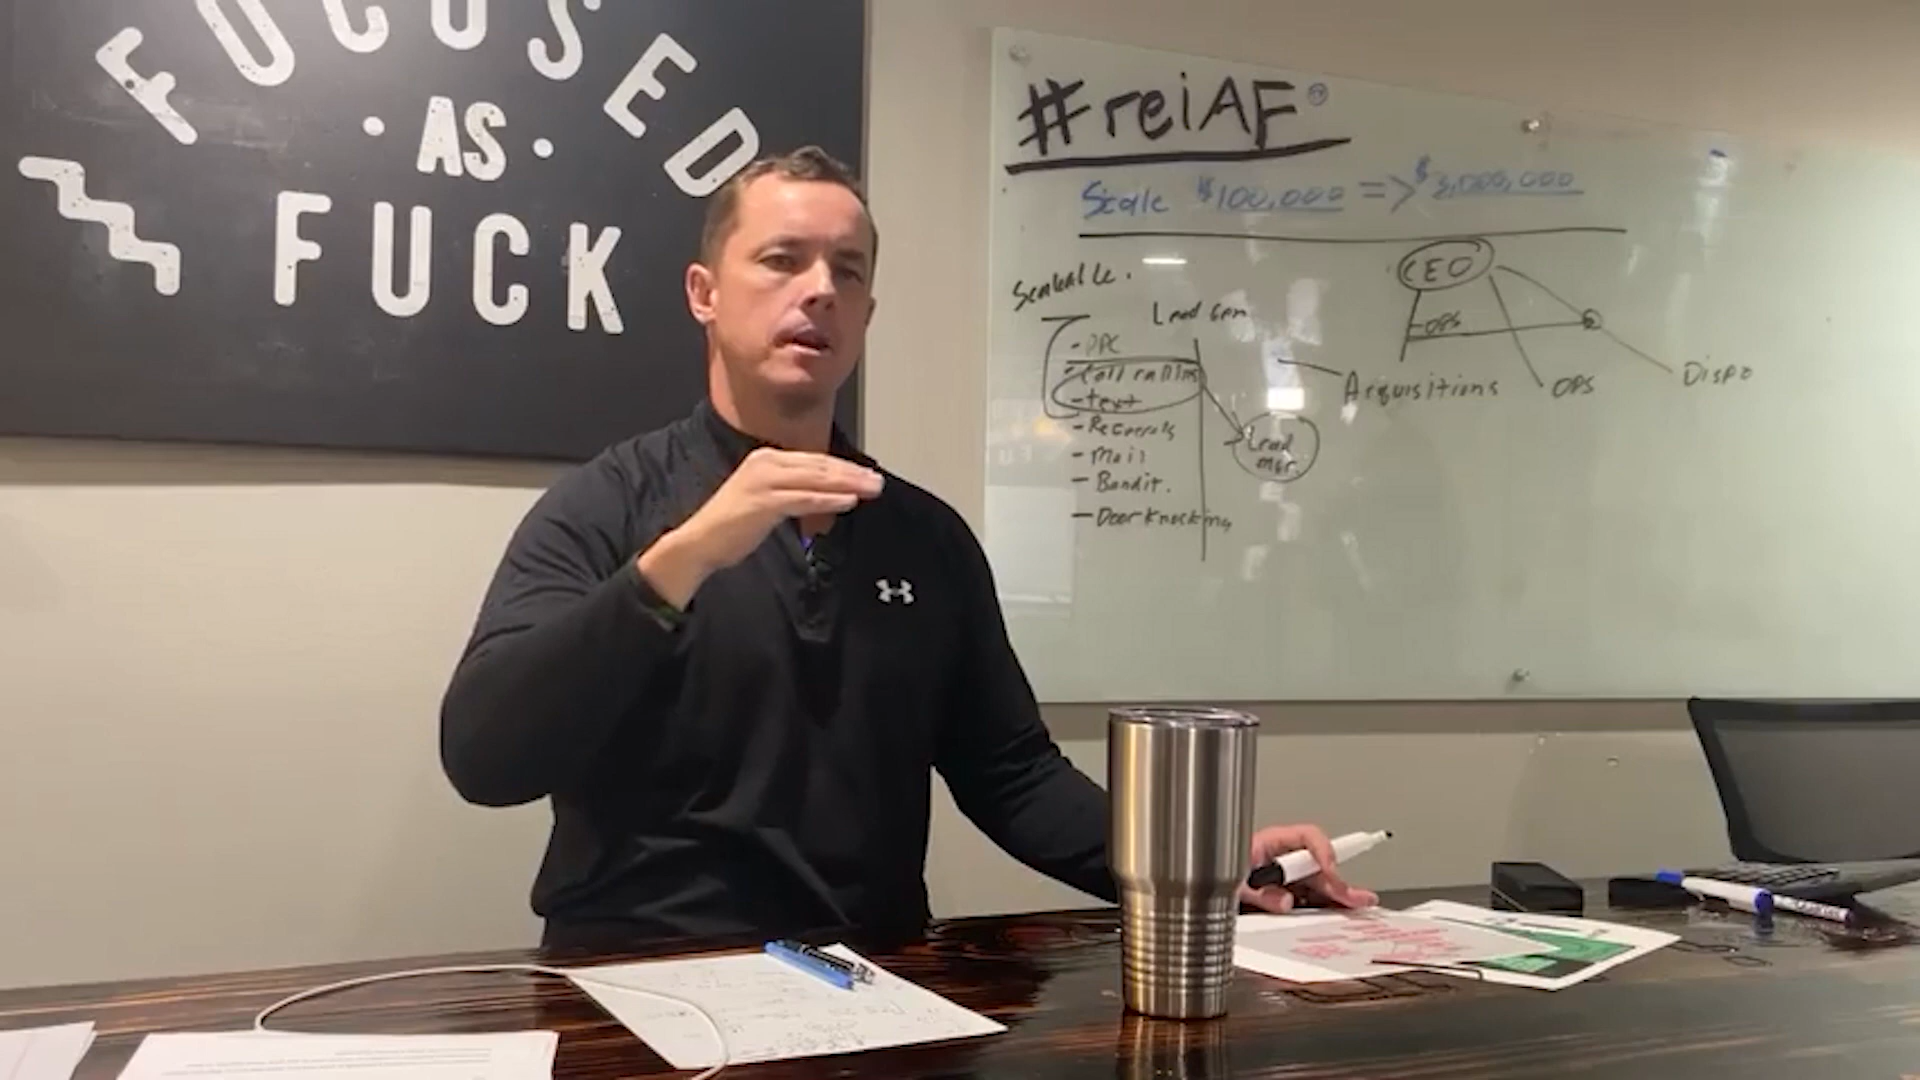 FOCUSED
· AS ·
FUCK
#reiAF
Scale $100,000 => $3,000,000
CEO
Scalable.
Lead Gen
- OPS
- PPC
- Cold calling
Acquisitions
OPS
Dispo
- text
- Referrals
Lead
Mgr.
- Mail
- Bandit.
- Door Knocking